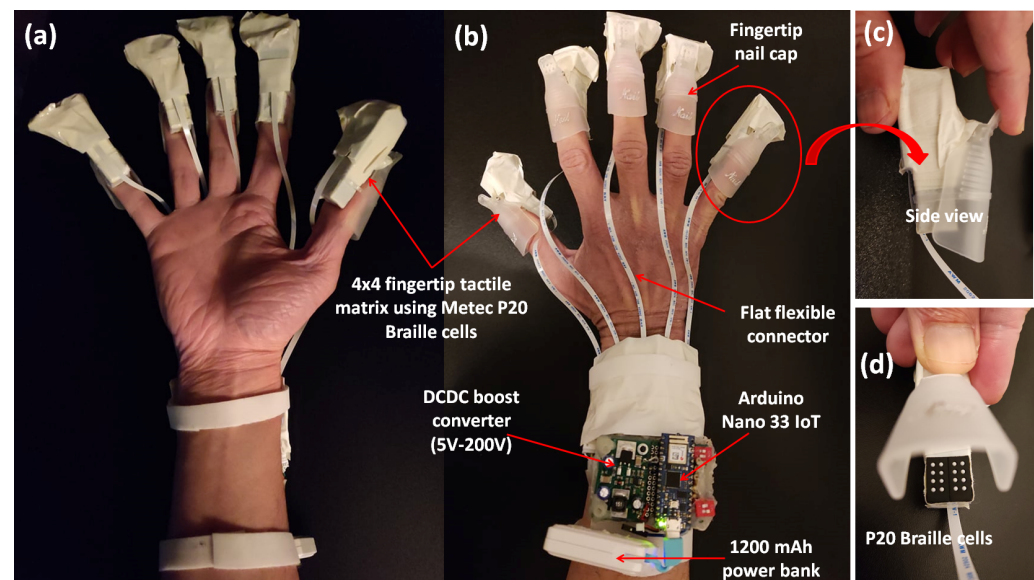 (a)
(b)
Fingertip
nail cap
(c)
Side view
4x4 fingertip tactile
matrix using Metec P20
Braille cells
Flat flexible
connector
(d)
DCDC boost
converter
(5V-200V)
Arduino
Nano 33 IoT
P20 Braille cells
1200 mAh
power bank